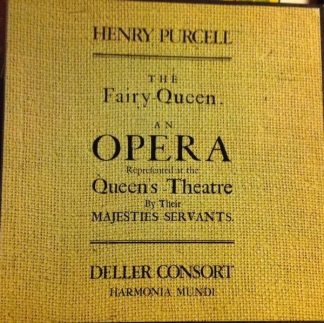 HENRY PURCELL
THE
Fairy-Queen.
AN
OPERA
Represented at the
Queen's Theatre
By Their
MAJESTIES SERVANTS.
DELLER CONSORT
HARMONIA MUNDI